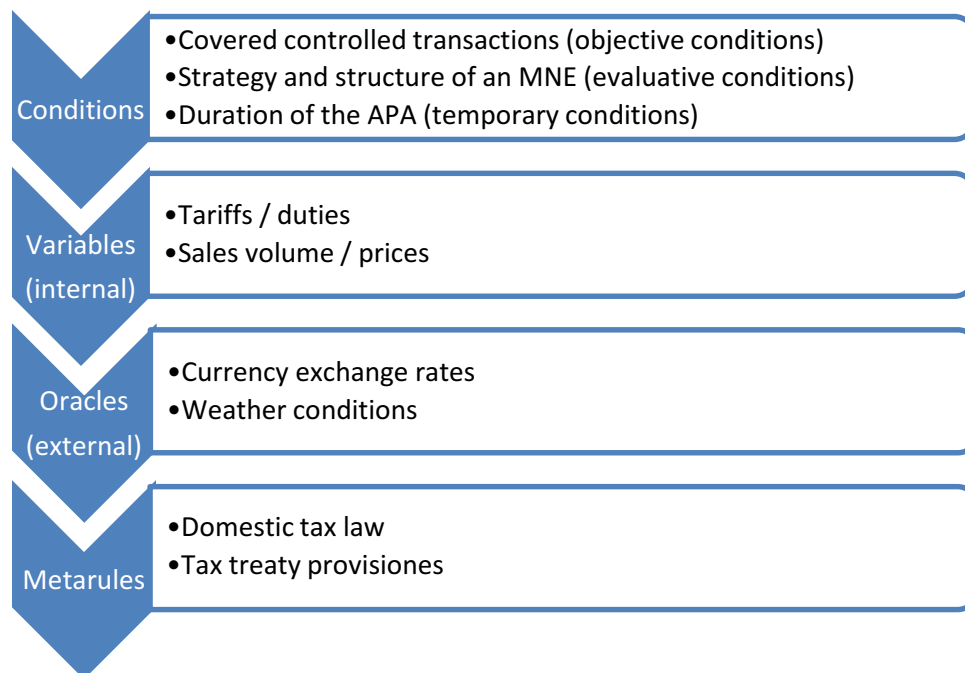 Conditions
•Covered controlled transactions (objective conditions)
•Strategy and structure of an MNE (evaluative conditions)
•Duration of the APA (temporary conditions)
Variables
(internal)
•Tariffs / duties
•Sales volume / prices
Oracles
(external)
•Currency exchange rates
•Weather conditions
Metarules
•Domestic tax law
•Tax treaty provisiones